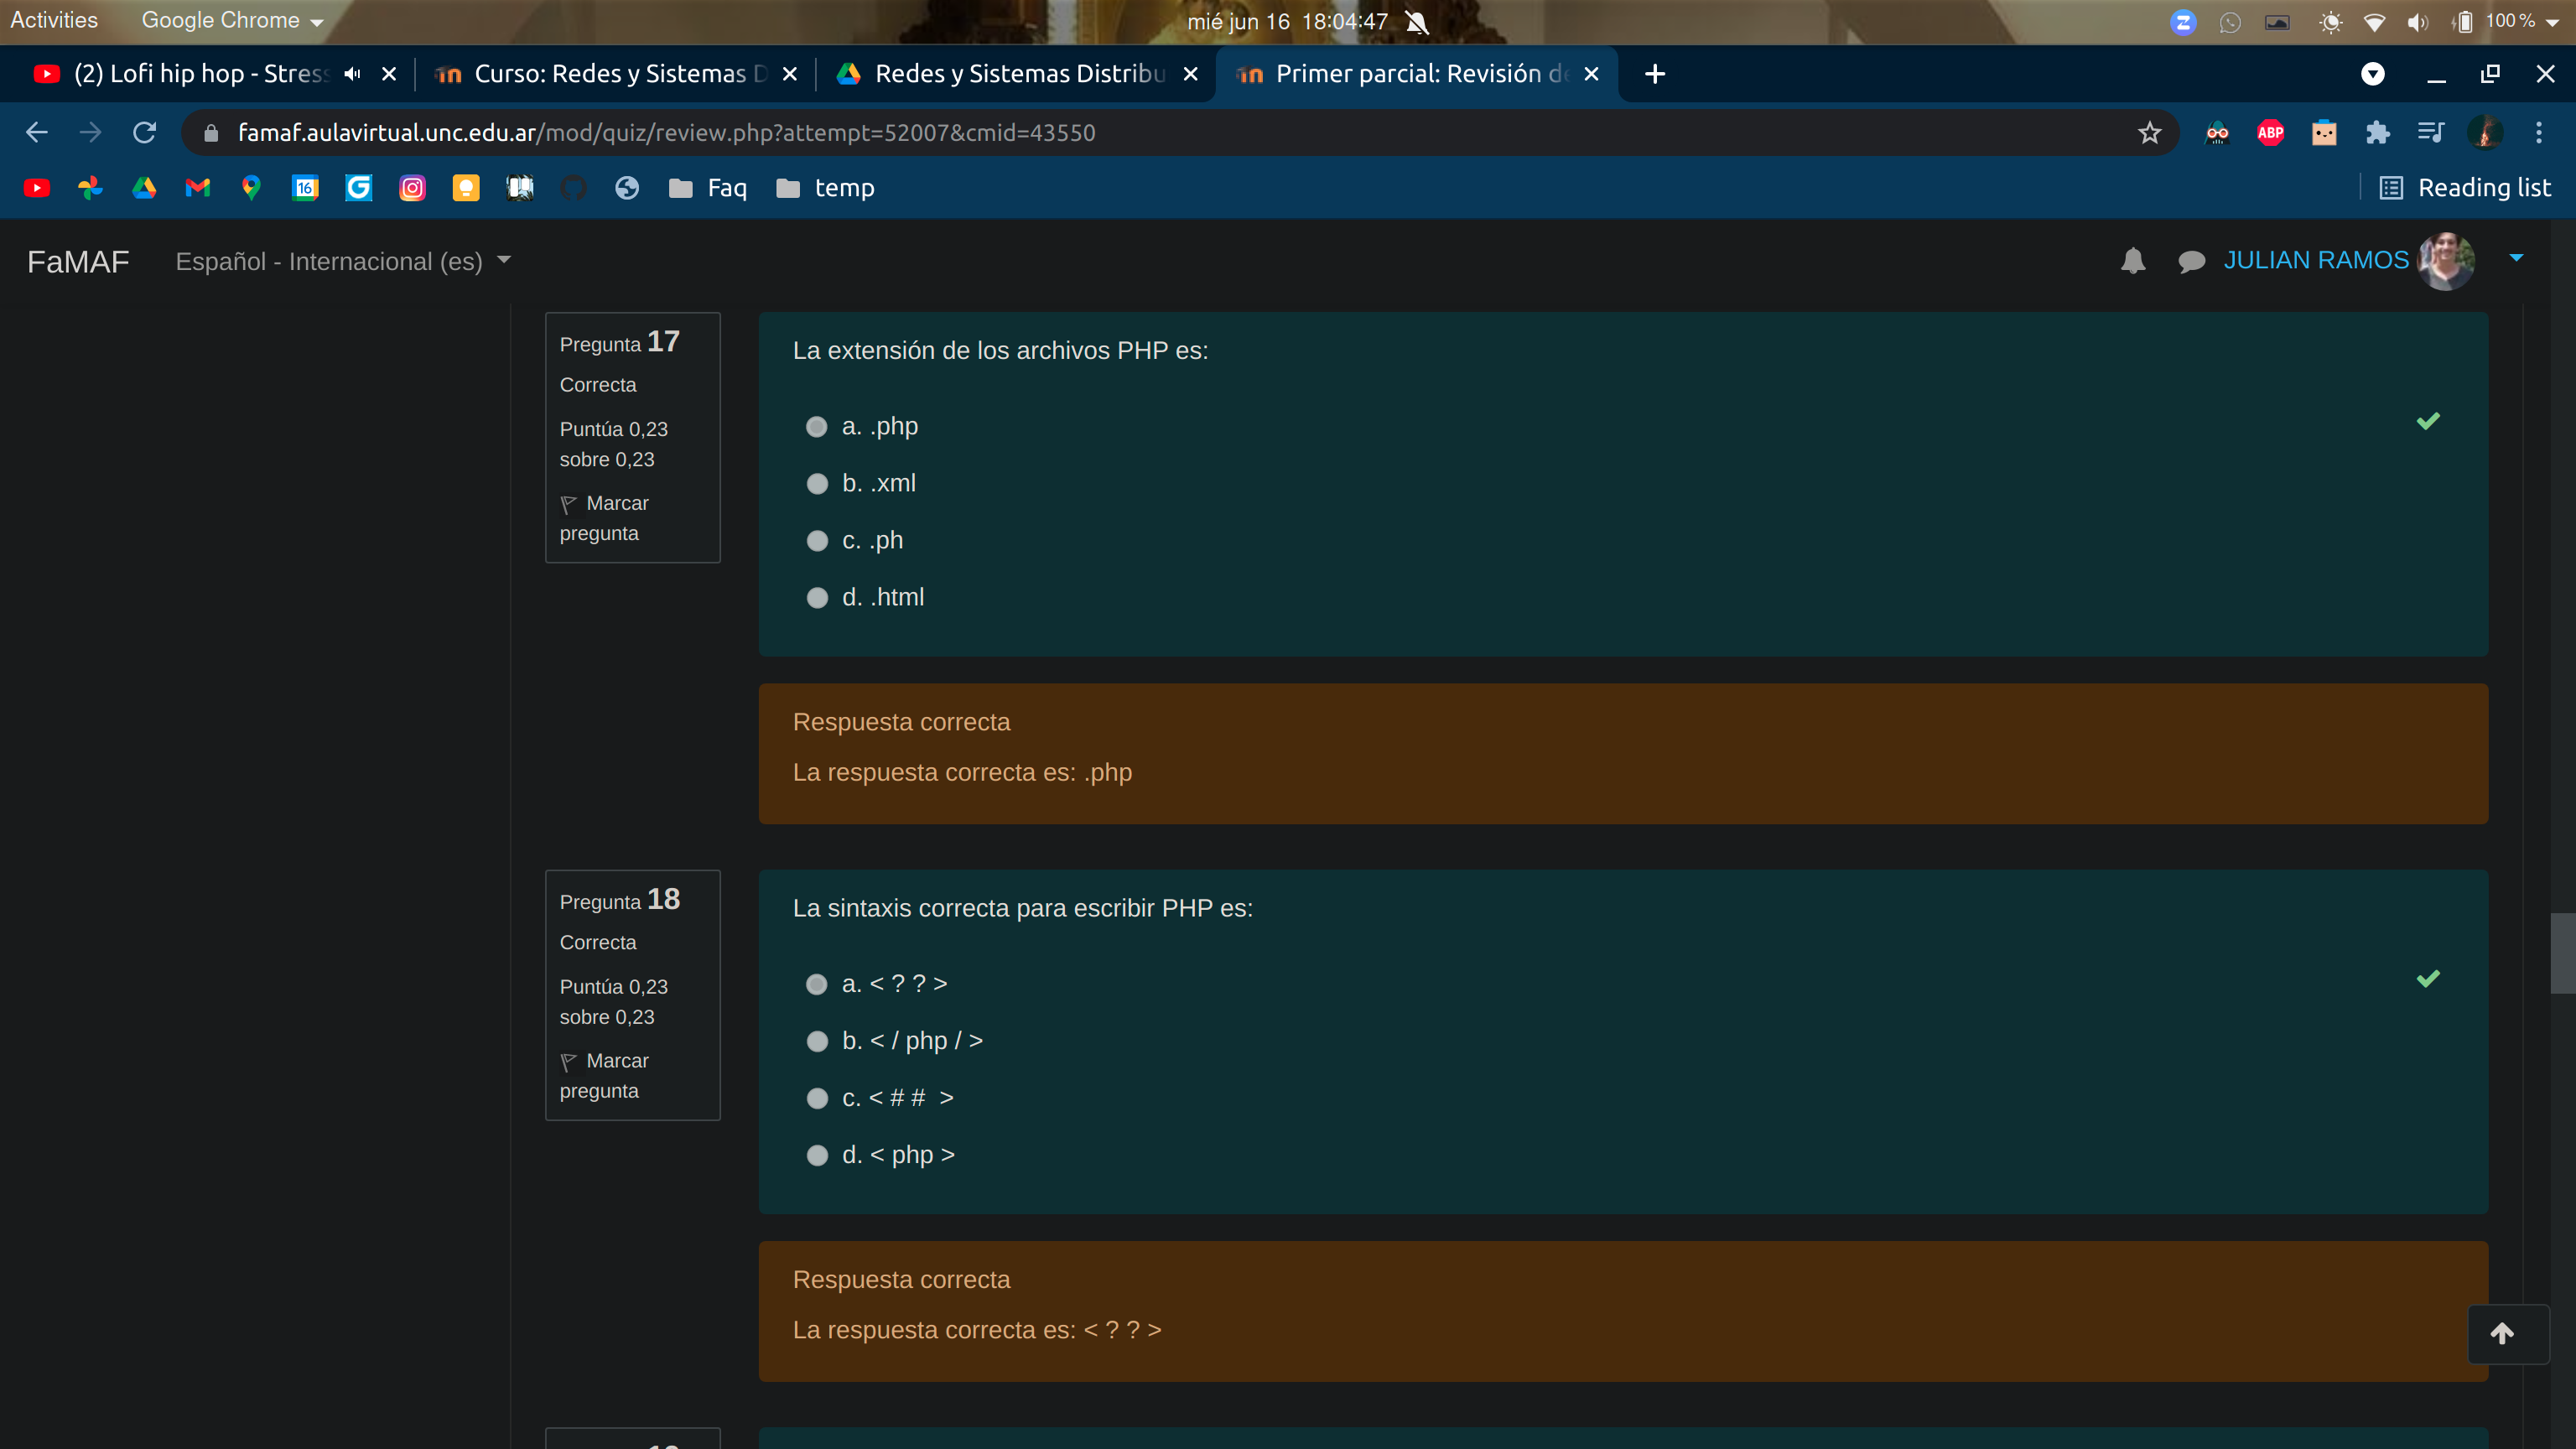 Activities Google Chrome mié jun 16 18:04:47 100 %
(2) Lofi hip hop - Stress Curso: Redes y Sistemas D Redes y Sistemas Distribu Primer parcial: Revisión de
famaf.aulavirtual.unc.edu.ar/mod/quiz/review.php?attempt=52007&cmid=43550 ABP
16 Faq temp Reading list
FaMAF Español - Internacional (es) JULIAN RAMOS
Pregunta 17
Correcta
Puntúa 0,23
sobre 0,23
Marcar
pregunta
La extensión de los archivos PHP es:
a. .php
b. .xml
c. .ph
d. .html
Respuesta correcta
La respuesta correcta es: .php
Pregunta 18
Correcta
Puntúa 0,23
sobre 0,23
Marcar
pregunta
La sintaxis correcta para escribir PHP es:
a. < ? ? >
b. < / php / >
c. < # #  >
d. < php >
Respuesta correcta
La respuesta correcta es: < ? ? >